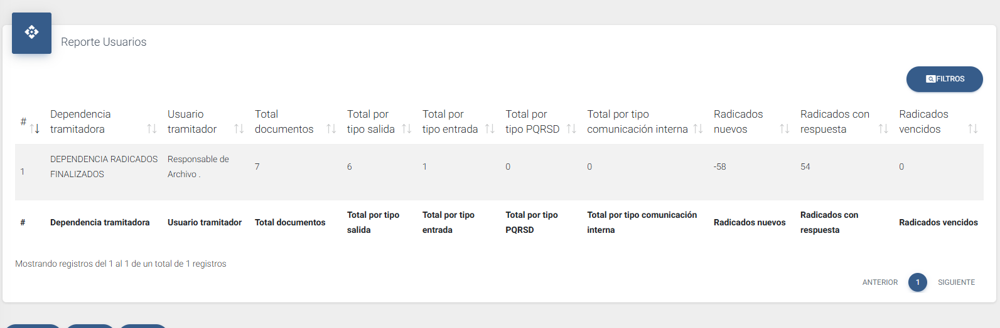 Reporte Usuarios
FILTROS
#
Dependencia
tramitadora
Usuario
tramitador
Total
documentos
Total por
tipo salida
Total por
tipo entrada
Total por
tipo PQRSD
Total por tipo
comunicación interna
Radicados
nuevos
Radicados con
respuesta
Radicados
vencidos
1
DEPENDENCIA RADICADOS
FINALIZADOS
Responsable de
Archivo .
7
6
1
0
0
-58
54
0
#
Dependencia tramitadora
Usuario tramitador
Total documentos
Total por tipo
salida
Total por tipo
entrada
Total por tipo
PQRSD
Total por tipo comunicación
interna
Radicados nuevos
Radicados con
respuesta
Radicados vencidos
Mostrando registros del 1 al 1 de un total de 1 registros
ANTERIOR 1 SIGUIENTE